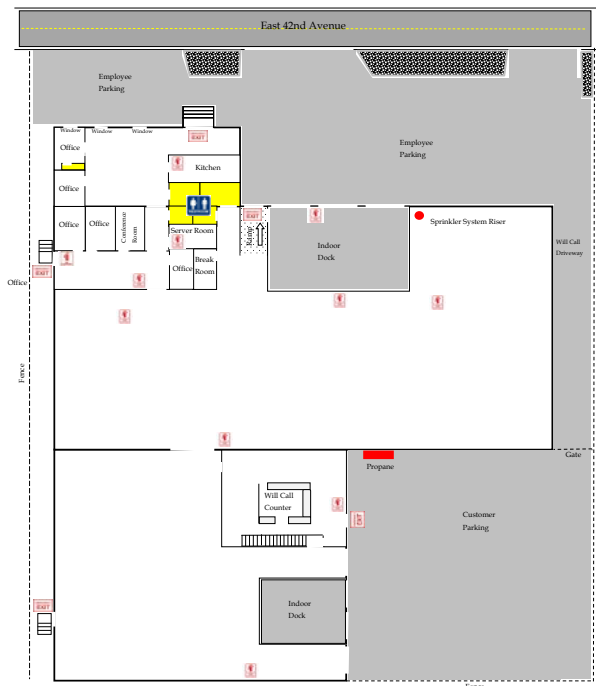 East 42nd Avenue
Employee
Parking
Window
Window
Window
Office
EXIT
Employee
Parking
Kitchen
Office
Office
Office
Conference
Room
Server Room
EXIT
Ramp
Sprinkler System Riser
Indoor
Dock
Will Call
Driveway
Office
Break
Room
EXIT
Office
Fence
Gate
Propane
Will Call
Counter
EXIT
Customer
Parking
EXIT
Indoor
Dock
Fence